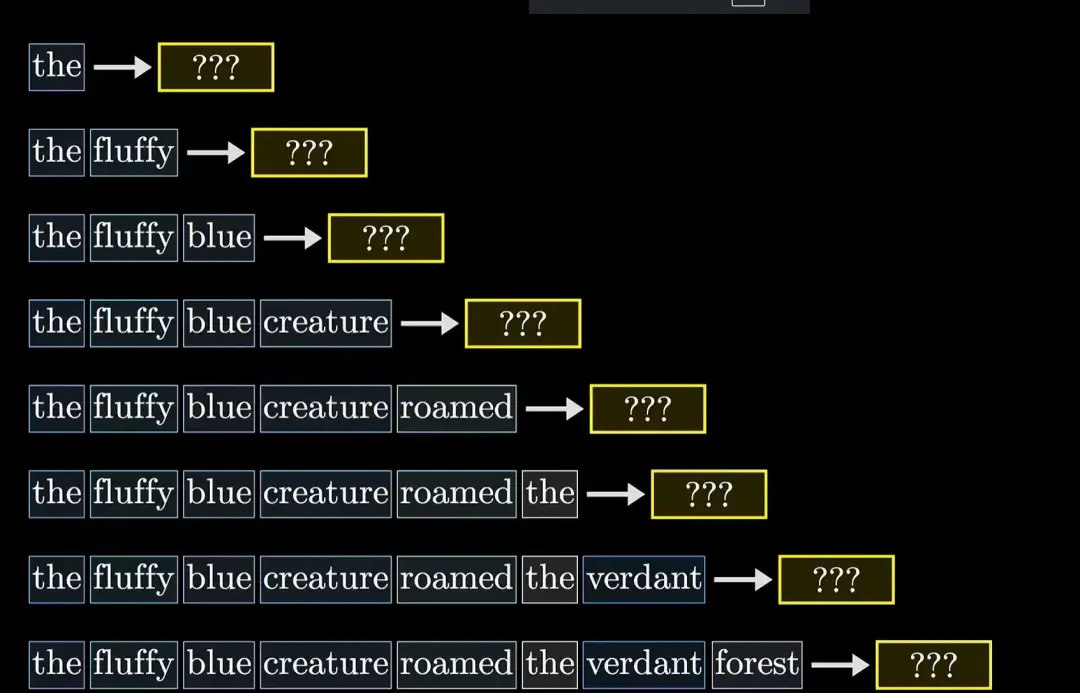 the → ???
the fluffy → ???
the fluffy blue → ???
the fluffy blue creature → ???
the fluffy blue creature roamed → ???
the fluffy blue creature roamed the → ???
the fluffy blue creature roamed the verdant → ???
the fluffy blue creature roamed the verdant forest → ???